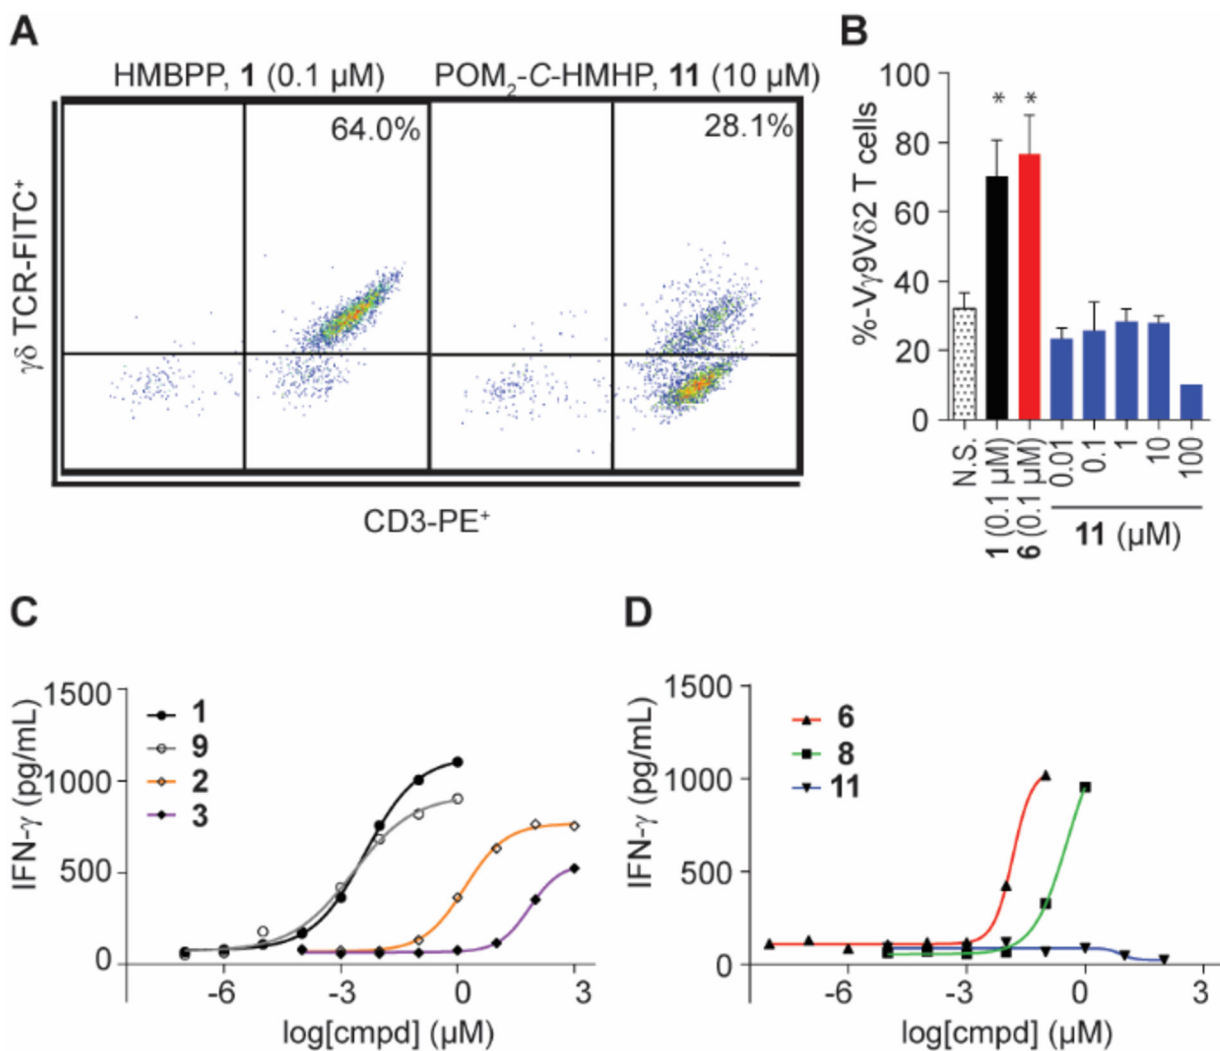 A
HMBPP, 1 (0.1 µM)
POM2-C-HMHP, 11 (10 µM)
64.0%
28.1%
γδ TCR-FITC+
CD3-PE+
B
%-Vγ9Vδ2 T cells
100
80
60
40
20
0
* *
N.S.
1 (0.1 µM)
6 (0.1 µM)
0.01
0.1
1
10
100
11 (µM)
C
IFN-γ (pg/mL)
1500
1000
500
0
1
9
2
3
-6 -3 0 3
log[cmpd] (µM)
D
IFN-γ (pg/mL)
1500
1000
500
0
6
8
11
-6 -3 0 3
log[cmpd] (µM)